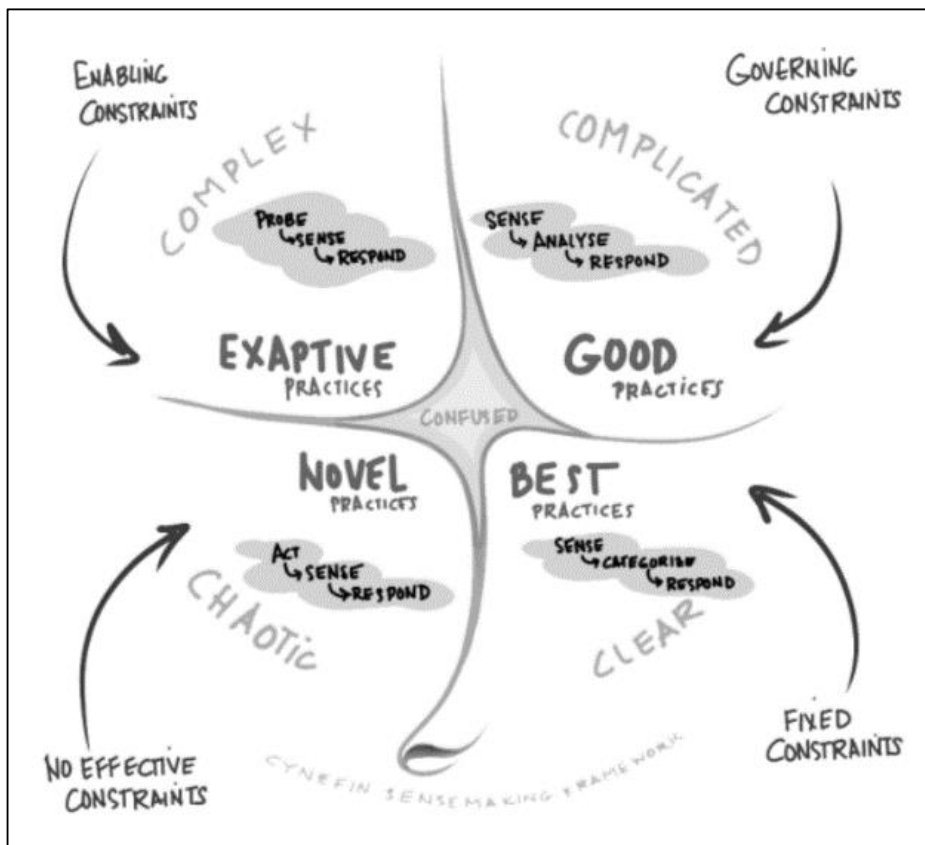 ENABLING
CONSTRAINTS
COMPLEX
PROBE
SENSE
RESPOND
EXAPTIVE
PRACTICES
GOVERNING
CONSTRAINTS
COMPLICATED
SENSE
ANALYSE
RESPOND
GOOD
PRACTICES
CONFUSED
NOVEL
PRACTICES
ACT
SENSE
RESPOND
CHAOTIC
NO EFFECTIVE
CONSTRAINTS
BEST
PRACTICES
SENSE
CATEGORISE
RESPOND
CLEAR
FIXED
CONSTRAINTS
CYNEFIN SENSEMAKING FRAMEWORK